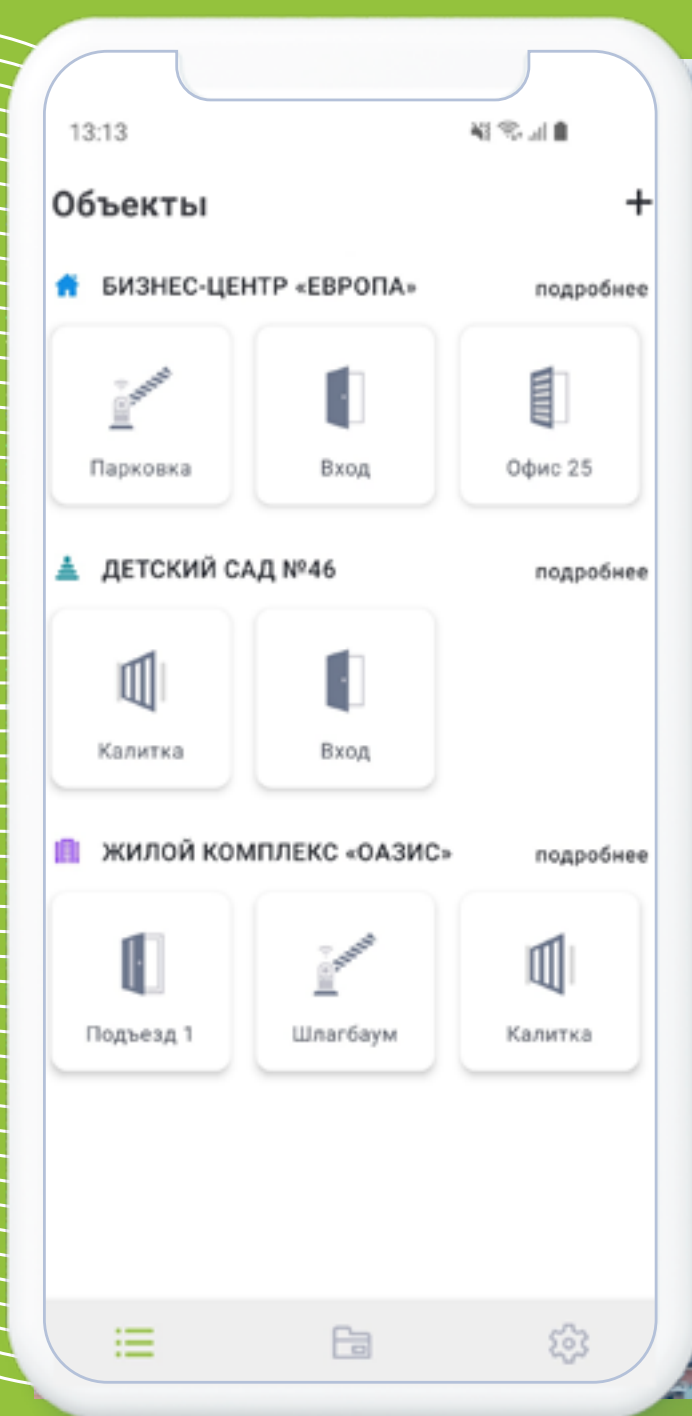 13:13
Объекты +
БИЗНЕС-ЦЕНТР «ЕВРОПА» подробнее
Парковка Вход Офис 25
ДЕТСКИЙ САД №46 подробнее
Калитка Вход
ЖИЛОЙ КОМПЛЕКС «ОАЗИС» подробнее
Подъезд 1 Шлагбаум Калитка